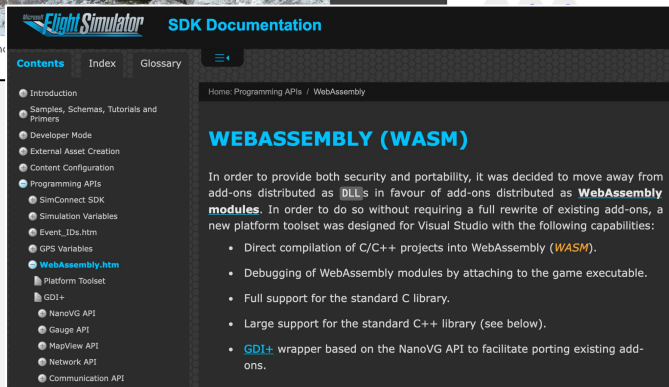 Microsoft Flight Simulator SDK Documentation
Contents Index Glossary
Introduction
Samples, Schemas, Tutorials and
Primers
Developer Mode
External Asset Creation
Content Configuration
Programming APIs
SimConnect SDK
Simulation Variables
Event_IDs.htm
GPS Variables
WebAssembly.htm
Platform Toolset
GDI+
NanoVG API
Gauge API
MapView API
Network API
Communication API
Home: Programming APIs / WebAssembly
WEBASSEMBLY (WASM)
In order to provide both security and portability, it was decided to move away from
add-ons distributed as DLLs in favour of add-ons distributed as WebAssembly
modules. In order to do so without requiring a full rewrite of existing add-ons, a
new platform toolset was designed for Visual Studio with the following capabilities:
• Direct compilation of C/C++ projects into WebAssembly (WASM).
• Debugging of WebAssembly modules by attaching to the game executable.
• Full support for the standard C library.
• Large support for the standard C++ library (see below).
• GDI+ wrapper based on the NanoVG API to facilitate porting existing add-
ons.